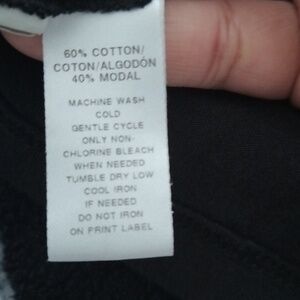 60% COTTON/
COTON/ALGODÓN
40% MODAL
MACHINE WASH
COLD
GENTLE CYCLE
ONLY NON-
CHLORINE BLEACH
WHEN NEEDED
TUMBLE DRY LOW
COOL IRON
IF NEEDED
DO NOT IRON
ON PRINT LABEL